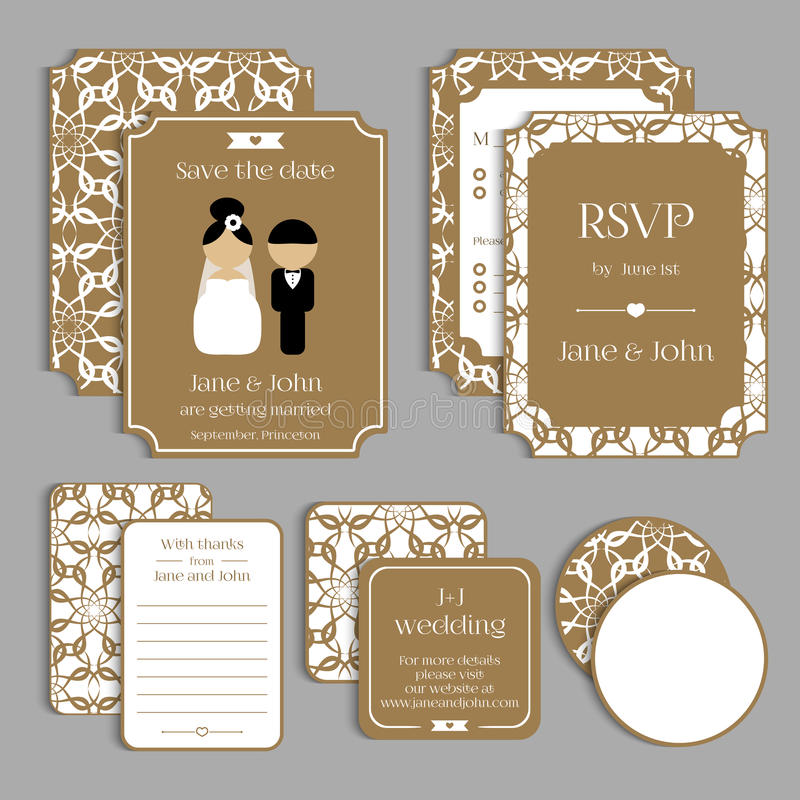 Save the date
Jane & John
are getting married
September, Princeton
M
Please
RSVP
by June 1st
Jane & John
With thanks
from
Jane and John
J+J
wedding
For more details
please visit
our website at
www.janeandjohn.com
dreamstime